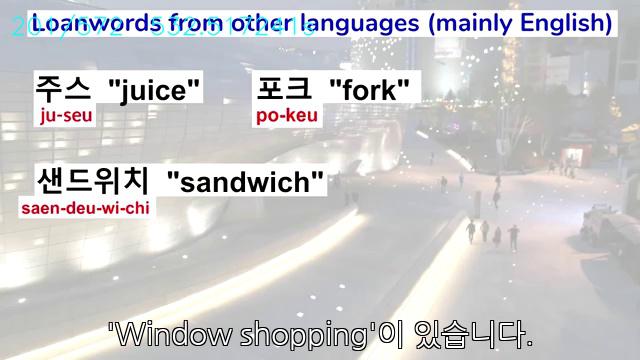 Loanwords from other languages (mainly English)
주스 "juice" 포크 "fork"
ju-seu po-keu
샌드위치 "sandwich"
saen-deu-wi-chi
'Window shopping'이 있습니다.